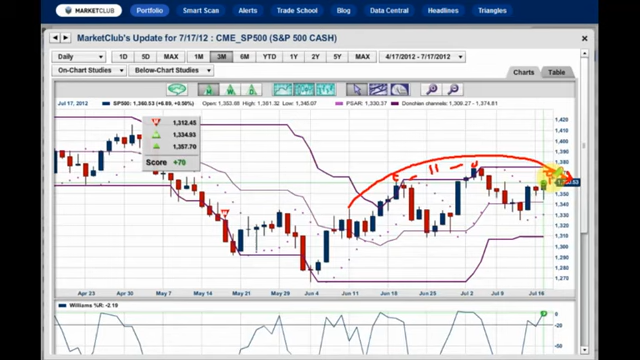 MARKETCLUB Portfolio Smart Scan Alerts Trade School Blog Data Central Headlines Triangles
MarketClub's Update for 7/17/12 : CME_SP500 (S&P 500 CASH)
Daily 1D 5D MAX 1M 3M 6M 1Y 2Y 5Y MAX 4/17/2012 - 7/17/2012
On-Chart Studies Below-Chart Studies Charts Table
Jul 17, 2012 SP500: 1,360.53 (+6.89, +0.50%) Open: 1,353.68 High: 1,361.32 Low: 1,345.07 PSAR: 1,330.37 Donchian channels: 1,309.27 - 1,374.81
M 1,312.45
1,334.93
1,357.70
Score +70
1,420
1,410
1,400
1,390
1,380
1,370
1,350
1,340
1,330
1,320
1,310
1,300
1,290
1,280
1,270
Apr 23 Apr 30 May 7 May 14 May 21 May 28 Jun 4 Jun 11 Jun 18 Jun 25 Jul 2 Jul 9 Jul 16
Williams %R: -2.19
0
-20